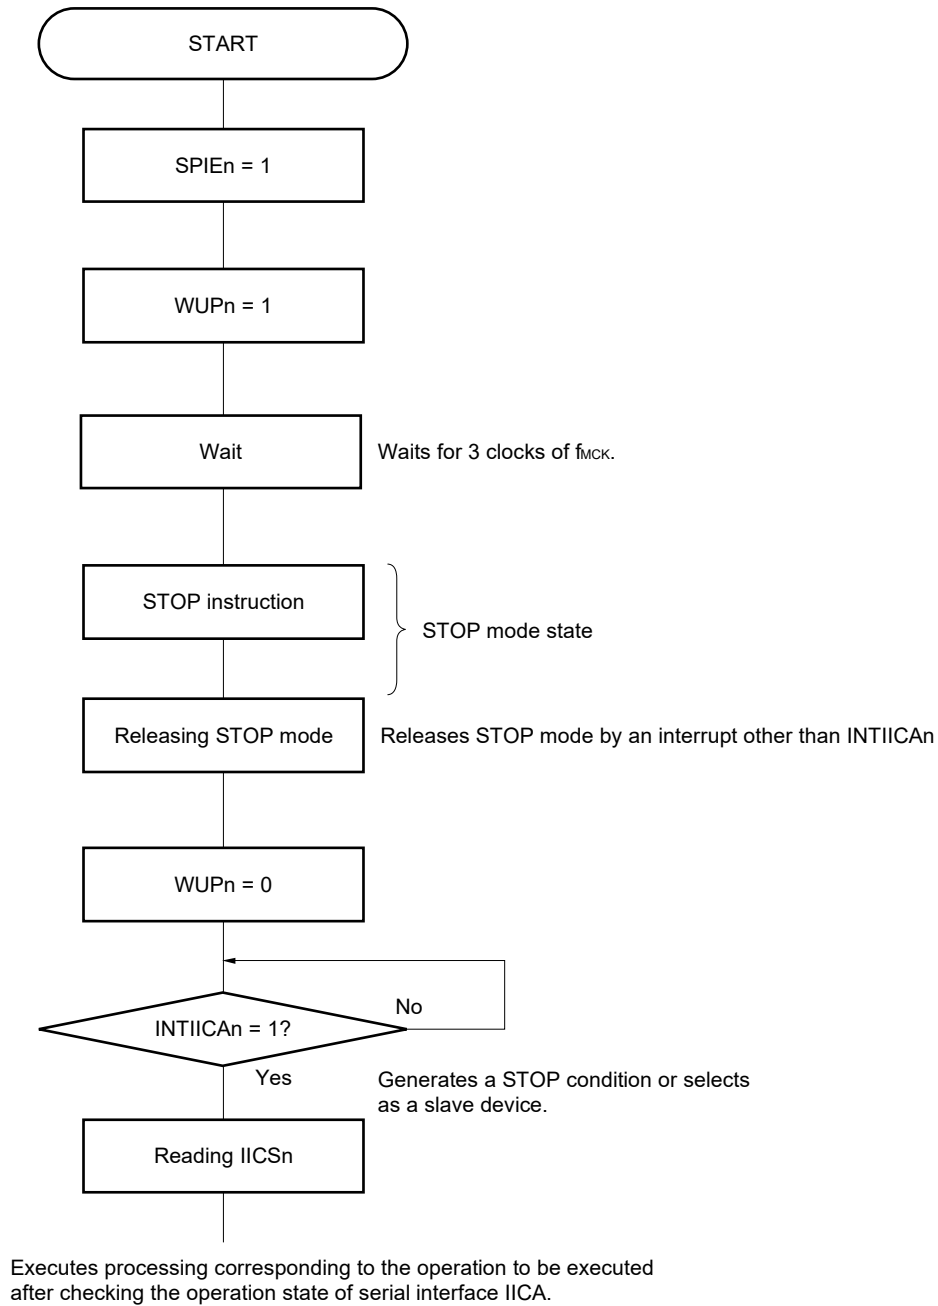 START
SPIEn = 1
WUPn = 1
Wait
Waits for 3 clocks of fMCK.
STOP instruction
STOP mode state
Releasing STOP mode
Releases STOP mode by an interrupt other than INTIICAn
WUPn = 0
No
INTIICAn = 1?
Yes
Generates a STOP condition or selects
as a slave device.
Reading IICSn
Executes processing corresponding to the operation to be executed
after checking the operation state of serial interface IICA.